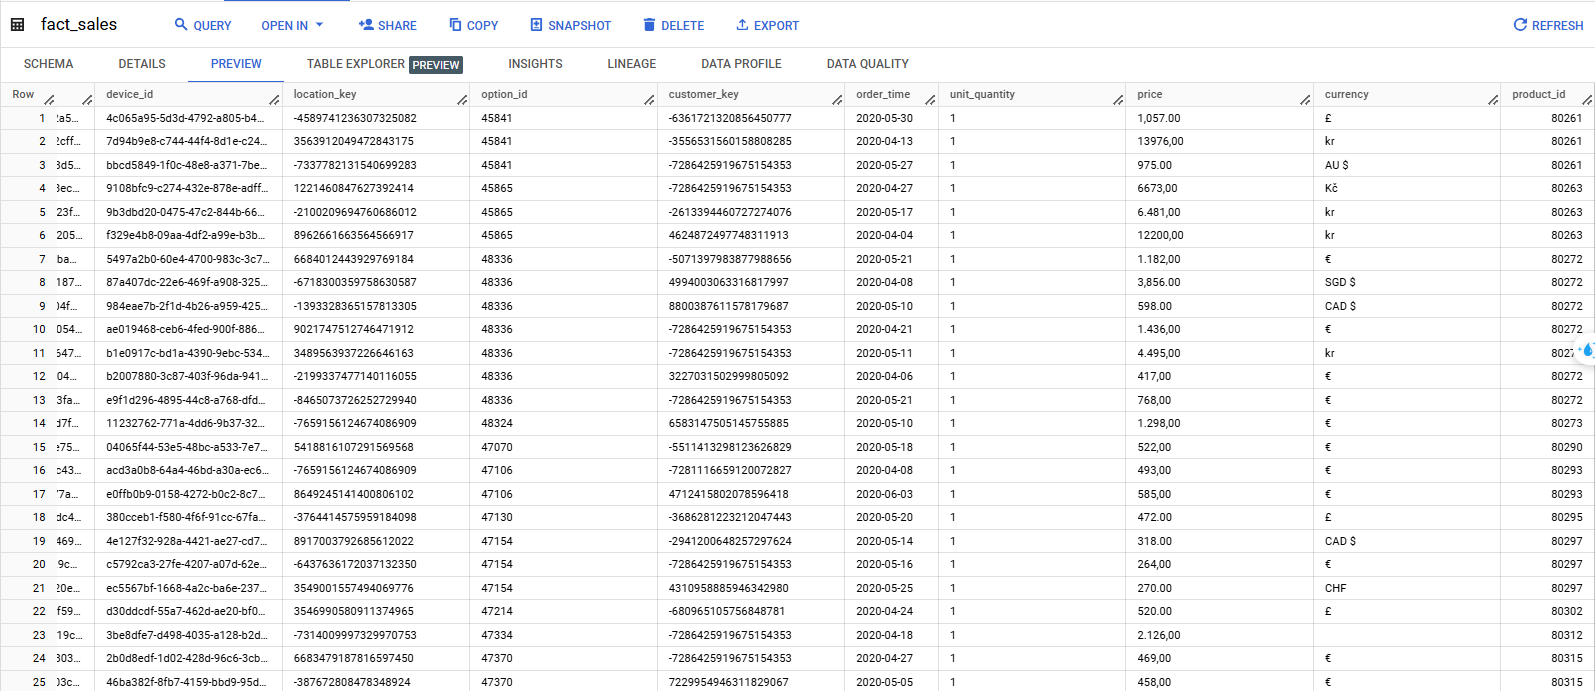 fact_sales QUERY OPEN IN SHARE COPY SNAPSHOT DELETE EXPORT REFRESH
SCHEMA DETAILS PREVIEW TABLE EXPLORER PREVIEW INSIGHTS LINEAGE DATA PROFILE DATA QUALITY
Row device_id location_key option_id customer_key order_time unit_quantity price currency product_id
1 :a5... 4c065a95-5d3d-4792-a805-b4... -4589741236307325082 45841 -6361721320856450777 2020-05-30 1 1,057.00 £ 80261
2 :cff... 7d94b9e8-c744-44f4-8d1e-c24... 3563912049472843175 45841 -3556531560158808285 2020-04-13 1 13976,00 kr 80261
3 3d5... bbcd5849-1f0c-48e8-a371-7be... -7337782131540699283 45841 -7286425919675154353 2020-05-27 1 975.00 AU $ 80261
4 3ec... 9108bfc9-c274-432e-878e-adff... 1221460847627392414 45865 -7286425919675154353 2020-04-27 1 6673,00 Kč 80263
5 23f... 9b3dbd20-0475-47c2-844b-66... -2100209694760686012 45865 -2613394460727274076 2020-05-17 1 6.481,00 kr 80263
6 205... f329e4b8-09aa-4df2-a99e-b3b... 8962661663564566917 45865 4624872497748311913 2020-04-04 1 12200,00 kr 80263
7 ba... 5497a2b0-60e4-4700-983c-3c7... 6684012443929769184 48336 -5071397983877988656 2020-05-21 1 1.182,00 € 80272
8 187... 87a407dc-22e6-469f-a908-325... -6718300359758630587 48336 4994003063316817997 2020-04-08 1 3,856.00 SGD $ 80272
9 )4f... 984eae7b-2f1d-4b26-a959-425... -1393328365157813305 48336 8800387611578179687 2020-05-10 1 598.00 CAD $ 80272
10 054... ae019468-ceb6-4fed-900f-886... 9021747512746471912 48336 -7286425919675154353 2020-04-21 1 1.436,00 € 80272
11 647... b1e0917c-bd1a-4390-9ebc-534... 3489563937226646163 48336 -7286425919675154353 2020-05-11 1 4.495,00 kr
12 04... b2007880-3c87-403f-96da-941... -2199337477140116055 48336 3227031502999805092 2020-04-06 1 417,00 € 80272
13 3fa... e9f1d296-4895-44c8-a768-dfd... -8465073726252729940 48336 -7286425919675154353 2020-05-21 1 768,00 € 80272
14 d7f... 11232762-771a-4dd6-9b37-32... -7659156124674086909 48324 6583147505145755885 2020-05-10 1 1.298,00 € 80273
15 e75... 04065f44-53e5-48bc-a533-7e7... 5418816107291569568 47070 -5511413298123626829 2020-05-18 1 522,00 € 80290
16 c43... acd3a0b8-64a4-46bd-a30a-ec6... -7659156124674086909 47106 -7281116659120072827 2020-04-08 1 493,00 € 80293
17 7a... e0ffb0b9-0158-4272-b0c2-8c7... 8649245141400806102 47106 4712415802078596418 2020-06-03 1 585,00 € 80293
18 dc4... 380cceb1-f580-4f6f-91cc-67fa... -3764414575959184098 47130 -3686281223212047443 2020-05-20 1 472.00 £ 80295
19 469... 4e127f32-928a-4421-ae27-cd7... 8917003792685612022 47154 -2941200648257297624 2020-05-14 1 318.00 CAD $ 80297
20 9c... c5792ca3-27fe-4207-a07d-62e... -6437636172037132350 47154 -7286425919675154353 2020-05-16 1 264,00 € 80297
21 20e... ec5567bf-1668-4a2c-ba6e-237... 3549001557494069776 47154 4310958885946342980 2020-05-25 1 270.00 CHF 80297
22 f59... d30ddcdf-55a7-462d-ae20-bf0... 3546990580911374965 47214 -680965105756848781 2020-04-24 1 520.00 £ 80302
23 19c... 3be8dfe7-d498-4035-a128-b2d... -7314009997329970753 47334 -7286425919675154353 2020-04-18 1 2.126,00 80312
24 303... 2b0d8edf-1d02-428d-96c6-3cb... 6683479187816597450 47370 -7286425919675154353 2020-04-27 1 469,00 € 80315
25 )3c... 46ba382f-8fb7-4159-bbd9-95d... -387672808478348924 47370 7229954946311829067 2020-05-05 1 458,00 € 80315